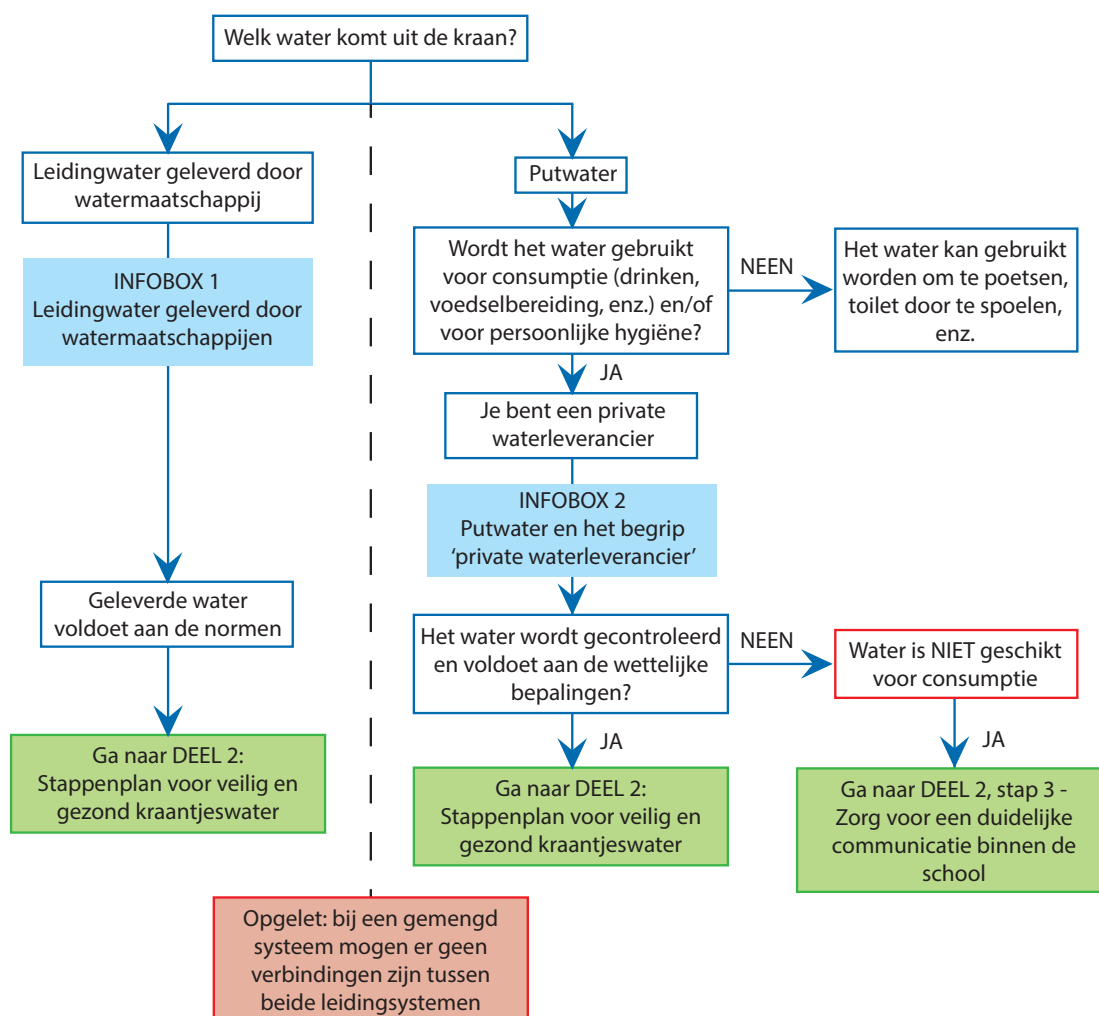 Welk water komt uit de kraan?
Leidingwater geleverd door
watermaatschappij
INFOBOX 1
Leidingwater geleverd door
watermaatschappijen
Geleverde water
voldoet aan de normen
Ga naar DEEL 2:
Stappenplan voor veilig en
gezond kraantjeswater
Putwater
Wordt het water gebruikt
voor consumptie (drinken,
voedselbereiding, enz.) en/of
voor persoonlijke hygiëne?
NEEN
Het water kan gebruikt
worden om te poetsen,
toilet door te spoelen,
enz.
JA
Je bent een private
waterleverancier
INFOBOX 2
Putwater en het begrip
‘private waterleverancier’
Het water wordt gecontroleerd
en voldoet aan de wettelijke
bepalingen?
NEEN
Water is NIET geschikt
voor consumptie
JA
Ga naar DEEL 2:
Stappenplan voor veilig en
gezond kraantjeswater
JA
Ga naar DEEL 2, stap 3 -
Zorg voor een duidelijke
communicatie binnen de
school
Opgelet: bij een gemengd
systeem mogen er geen
verbindingen zijn tussen
beide leidingsystemen